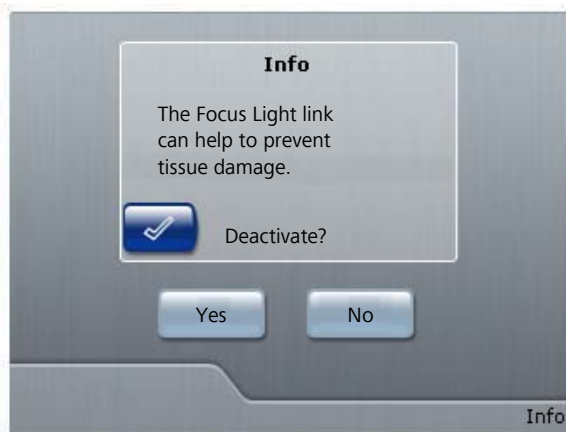 Info
The Focus Light link
can help to prevent
tissue damage.
Deactivate?
Yes
No
Info